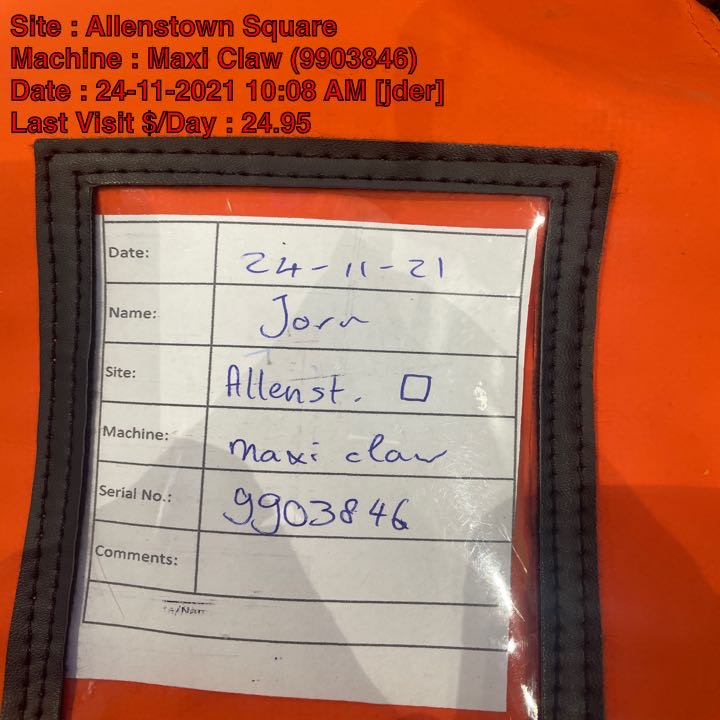 Site : Allenstown Square
Machine : Maxi Claw (9903846)
Date : 24-11-2021 10:08 AM [jder]
Last Visit $/Day : 24.95
Date: 24-11-21
Name: Jorn
Site: Allenst. □
Machine: Maxi claw
Serial No.: 9903846
Comments: